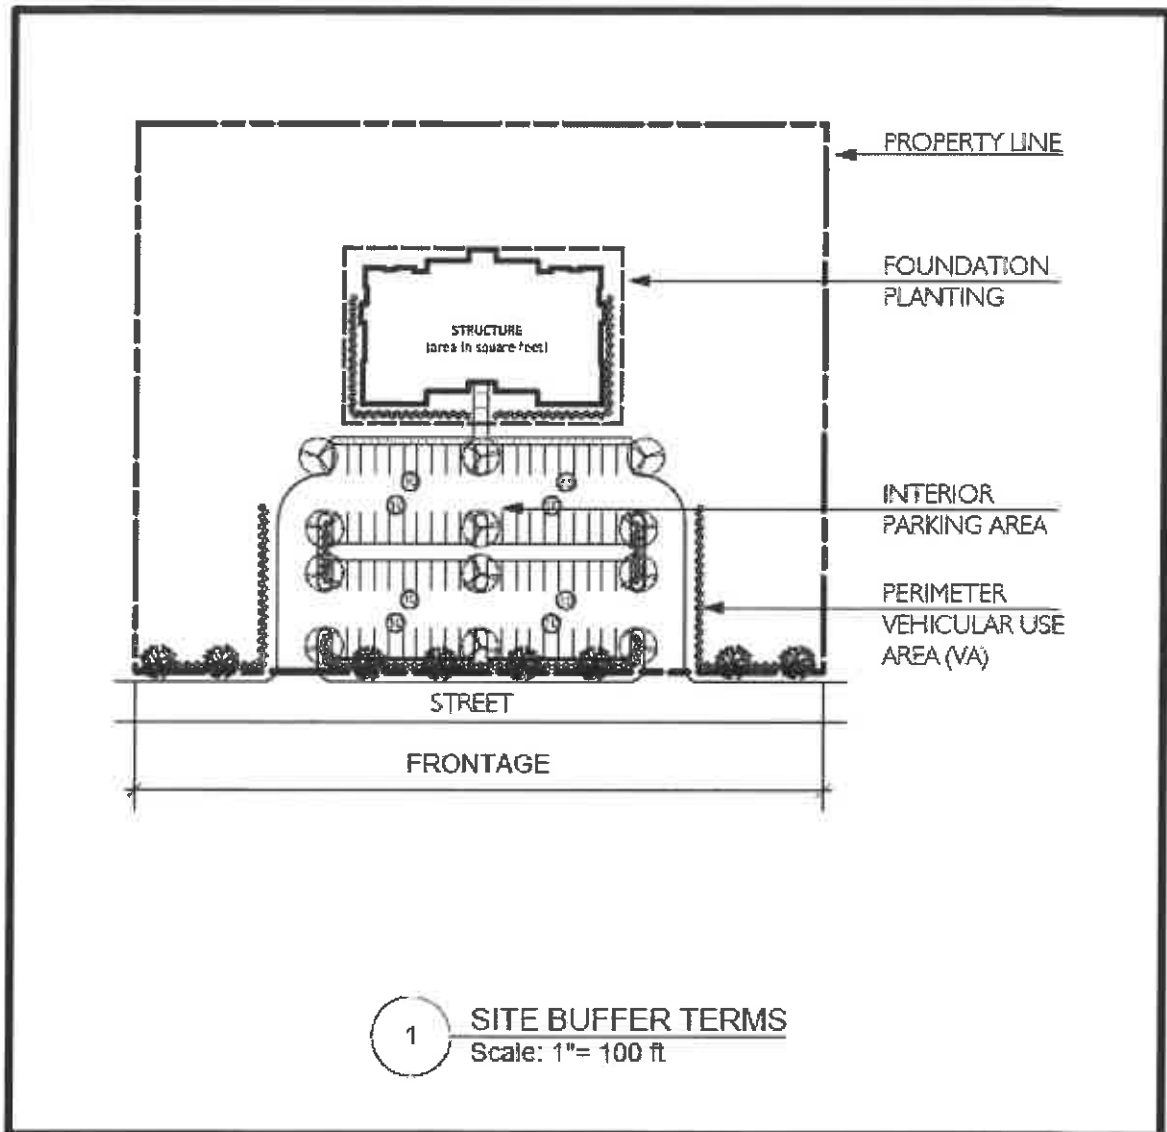 PROPERTY LINE
FOUNDATION
PLANTING
STRUCTURE
(area in square feet)
INTERIOR
PARKING AREA
PERIMETER
VEHICULAR USE
AREA (VA)
STREET
FRONTAGE
1
SITE BUFFER TERMS
Scale: 1"= 100 ft